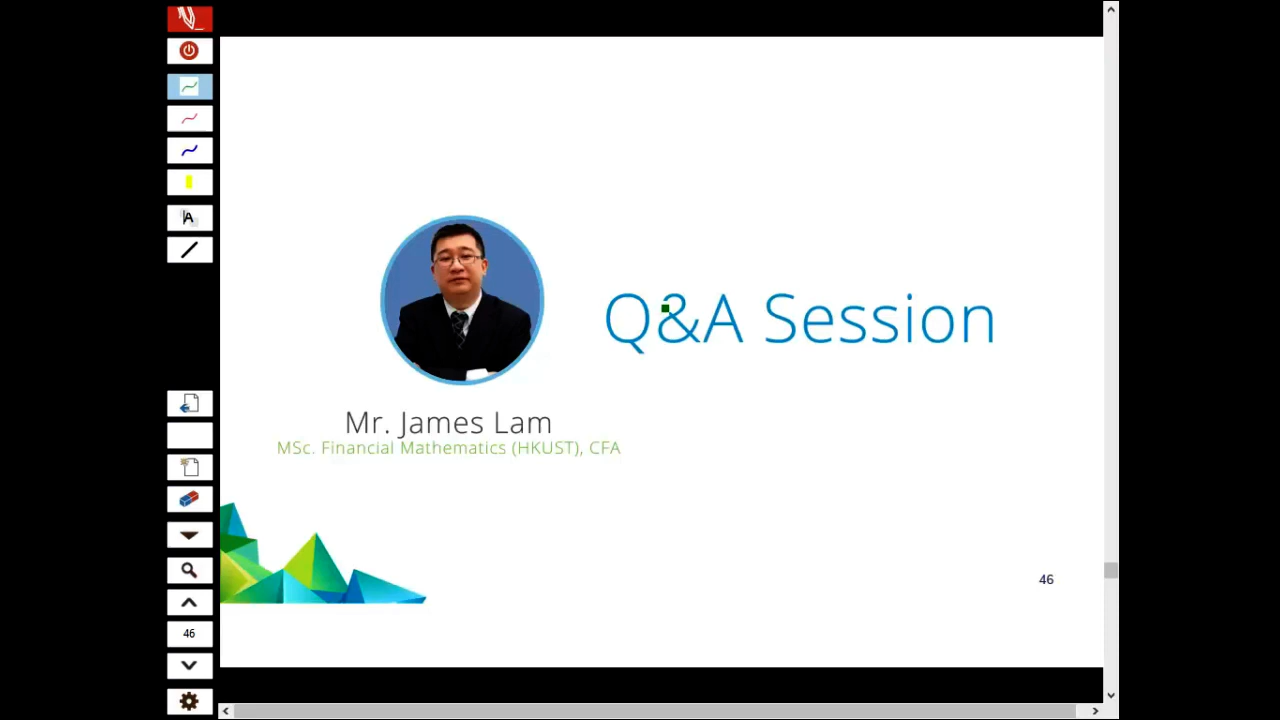 A
Q&A Session
Mr. James Lam
MSc. Financial Mathematics (HKUST), CFA
46
46